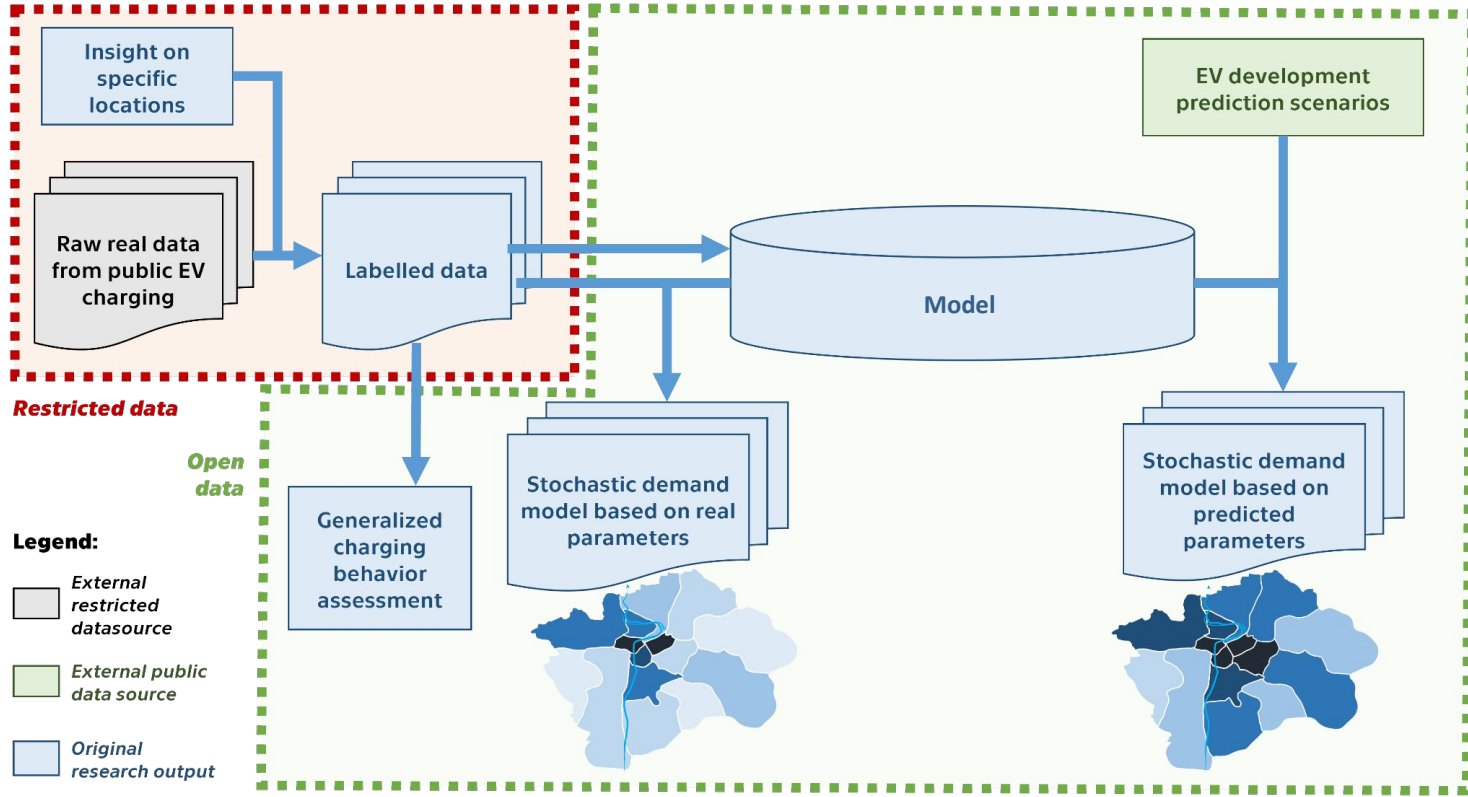 Insight on
specific
locations
EV development
prediction scenarios
Raw real data
from public EV
charging
Labelled data
Model
Restricted data
Open
data
Generalized
charging
behavior
assessment
Stochastic demand
model based on real
parameters
Stochastic demand
model based on
predicted
parameters
Legend:
External
restricted
datasource
External public
data source
Original
research output